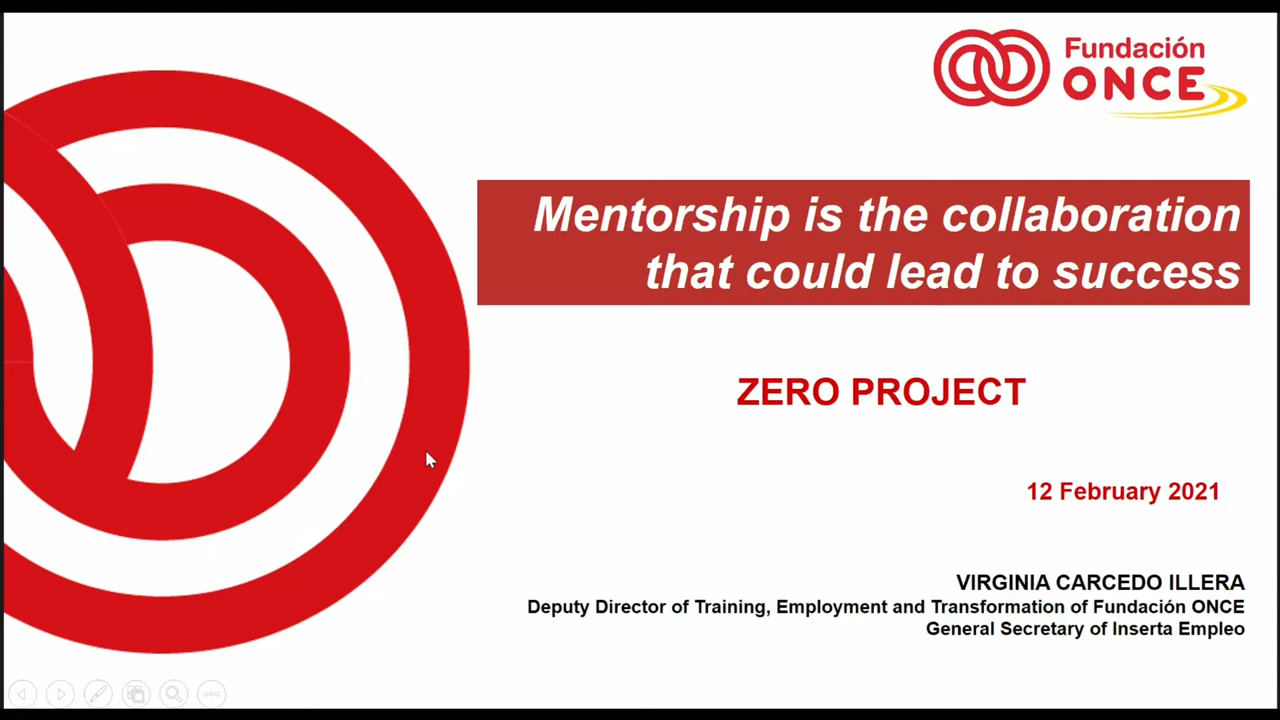 Fundación
ONCE
Mentorship is the collaboration
that could lead to success
ZERO PROJECT
12 February 2021
VIRGINIA CARCEDO ILLERA
Deputy Director of Training, Employment and Transformation of Fundación ONCE
General Secretary of Inserta Empleo